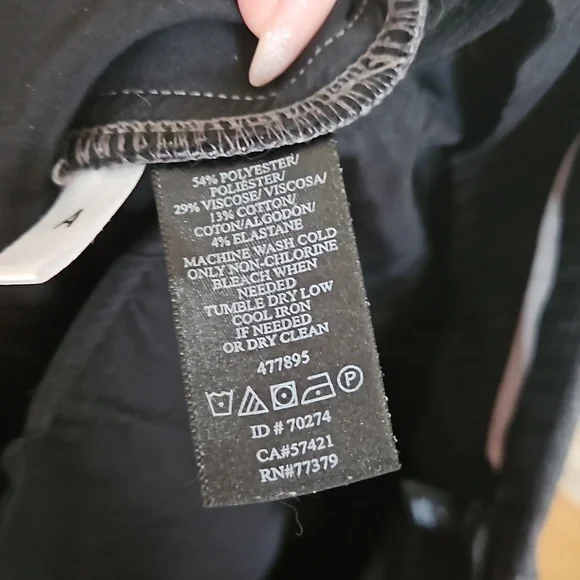 A
54% POLYESTER/
POLIÉSTER/
29% VISCOSE/VISCOSA/
13% COTTON/
COTON/ALGODÓN/
4% ELASTANE
MACHINE WASH COLD
ONLY NON-CHLORINE
BLEACH WHEN
NEEDED
TUMBLE DRY LOW
COOL IRON
IF NEEDED
OR DRY CLEAN
477895
P
ID # 70274
CA#57421
RN#77379